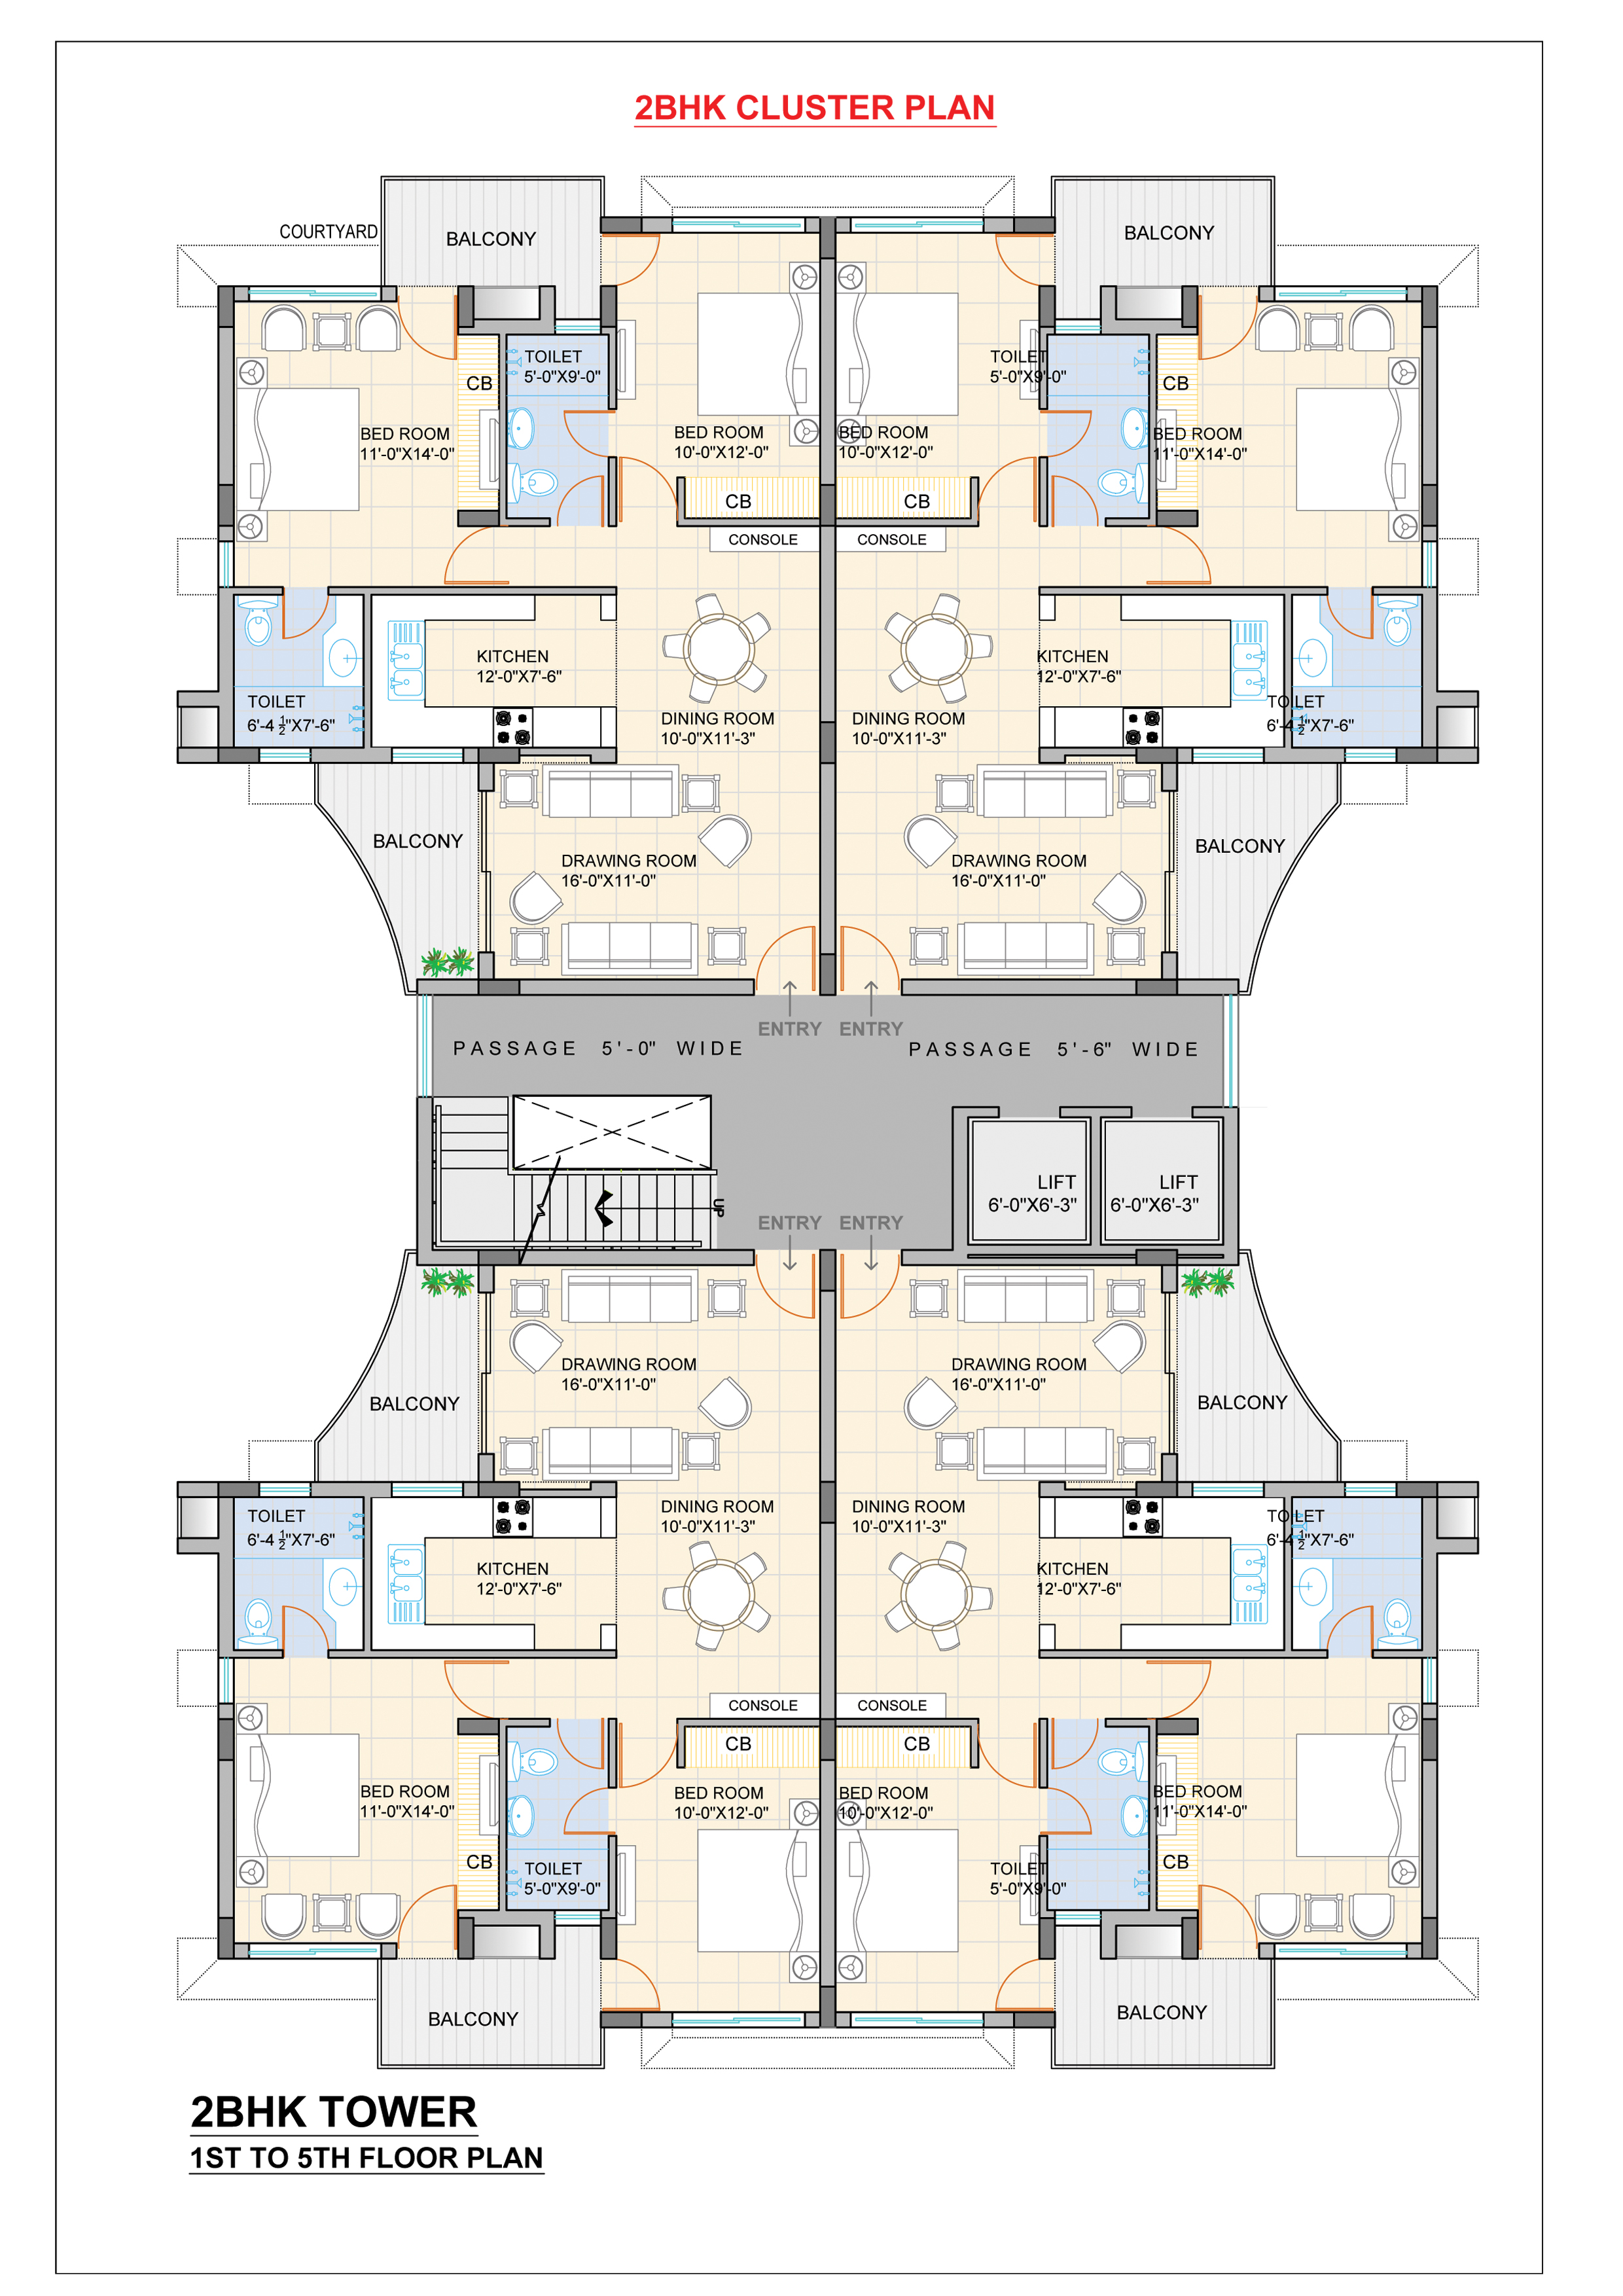 2BHK CLUSTER PLAN
COURTYARD
BALCONY
BALCONY
TOILET
5'-0"X9'-0"
TOILET
5'-0"X9'-0"
CB
CB
BED ROOM
11'-0"X14'-0"
BED ROOM
10'-0"X12'-0"
BED ROOM
10'-0"X12'-0"
BED ROOM
11'-0"X14'-0"
CB
CB
CONSOLE
CONSOLE
KITCHEN
12'-0"X7'-6"
KITCHEN
12'-0"X7'-6"
TOILET
6'-4 1/2"X7'-6"
DINING ROOM
10'-0"X11'-3"
DINING ROOM
10'-0"X11'-3"
TOILET
6'-4 1/2"X7'-6"
BALCONY
BALCONY
DRAWING ROOM
16'-0"X11'-0"
DRAWING ROOM
16'-0"X11'-0"
ENTRY
ENTRY
PASSAGE 5'-0" WIDE
PASSAGE 5'-6" WIDE
LIFT
6'-0"X6'-3"
LIFT
6'-0"X6'-3"
UP
ENTRY
ENTRY
DRAWING ROOM
16'-0"X11'-0"
DRAWING ROOM
16'-0"X11'-0"
BALCONY
BALCONY
TOILET
6'-4 1/2"X7'-6"
DINING ROOM
10'-0"X11'-3"
DINING ROOM
10'-0"X11'-3"
TOILET
6'-4 1/2"X7'-6"
KITCHEN
12'-0"X7'-6"
KITCHEN
12'-0"X7'-6"
CONSOLE
CONSOLE
CB
CB
BED ROOM
11'-0"X14'-0"
BED ROOM
10'-0"X12'-0"
BED ROOM
10'-0"X12'-0"
BED ROOM
11'-0"X14'-0"
CB
CB
TOILET
5'-0"X9'-0"
TOILET
5'-0"X9'-0"
BALCONY
BALCONY
2BHK TOWER
1ST TO 5TH FLOOR PLAN